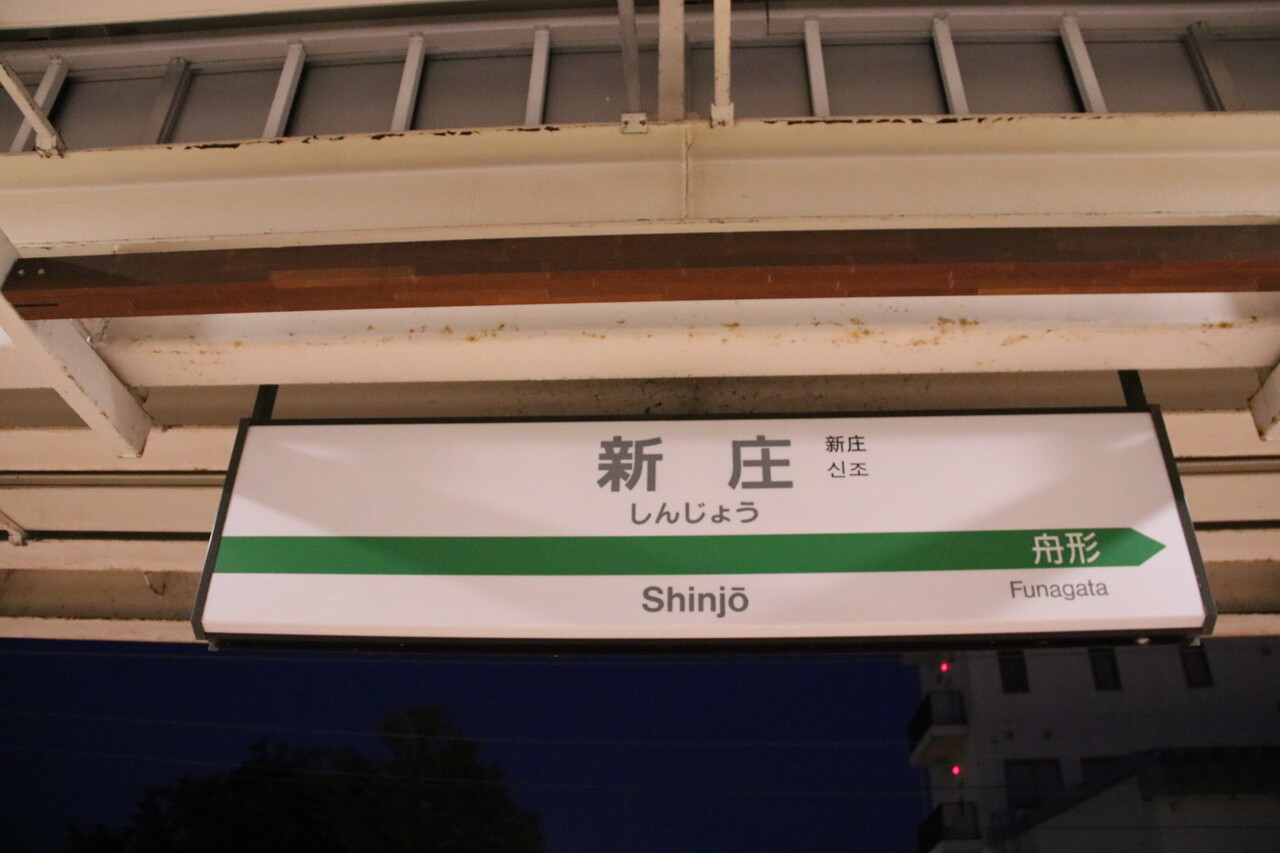 新 庄
新庄
신조
しんじょう
舟形
Shinjō
Funagata